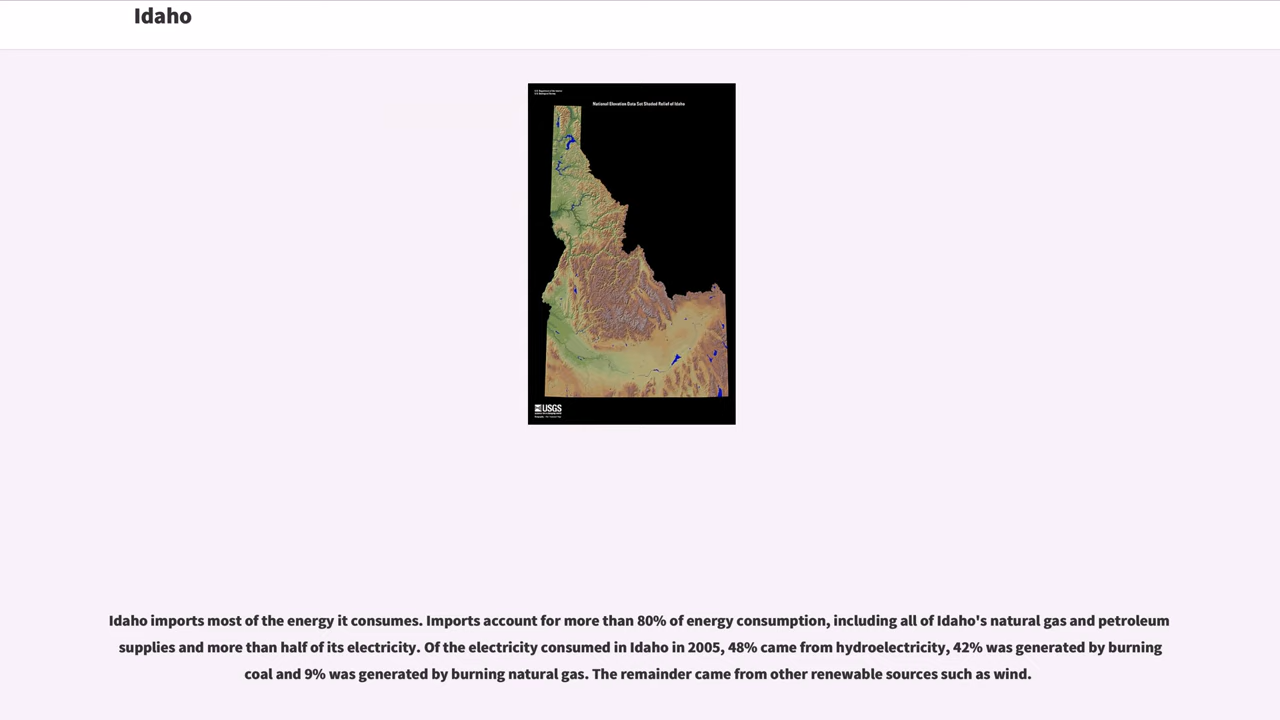 Idaho
National Elevation Data Set Shaded Relief of Idaho
USGS
Idaho imports most of the energy it consumes. Imports account for more than 80% of energy consumption, including all of Idaho's natural gas and petroleum
supplies and more than half of its electricity. Of the electricity consumed in Idaho in 2005, 48% came from hydroelectricity, 42% was generated by burning
coal and 9% was generated by burning natural gas. The remainder came from other renewable sources such as wind.